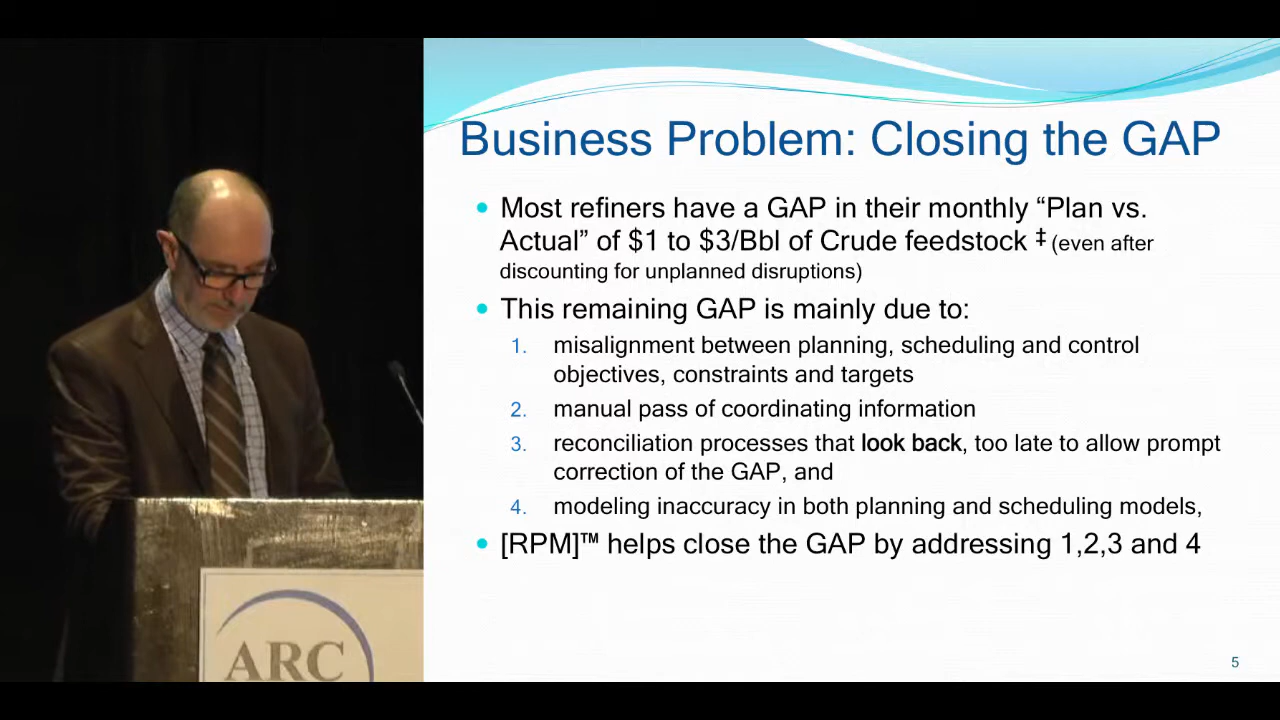 Business Problem: Closing the GAP
• Most refiners have a GAP in their monthly “Plan vs.
Actual” of $1 to $3/Bbl of Crude feedstock ‡ (even after
discounting for unplanned disruptions)
• This remaining GAP is mainly due to:
1. misalignment between planning, scheduling and control
objectives, constraints and targets
2. manual pass of coordinating information
3. reconciliation processes that look back, too late to allow prompt
correction of the GAP, and
4. modeling inaccuracy in both planning and scheduling models,
• [RPM]™ helps close the GAP by addressing 1,2,3 and 4
5
ARC